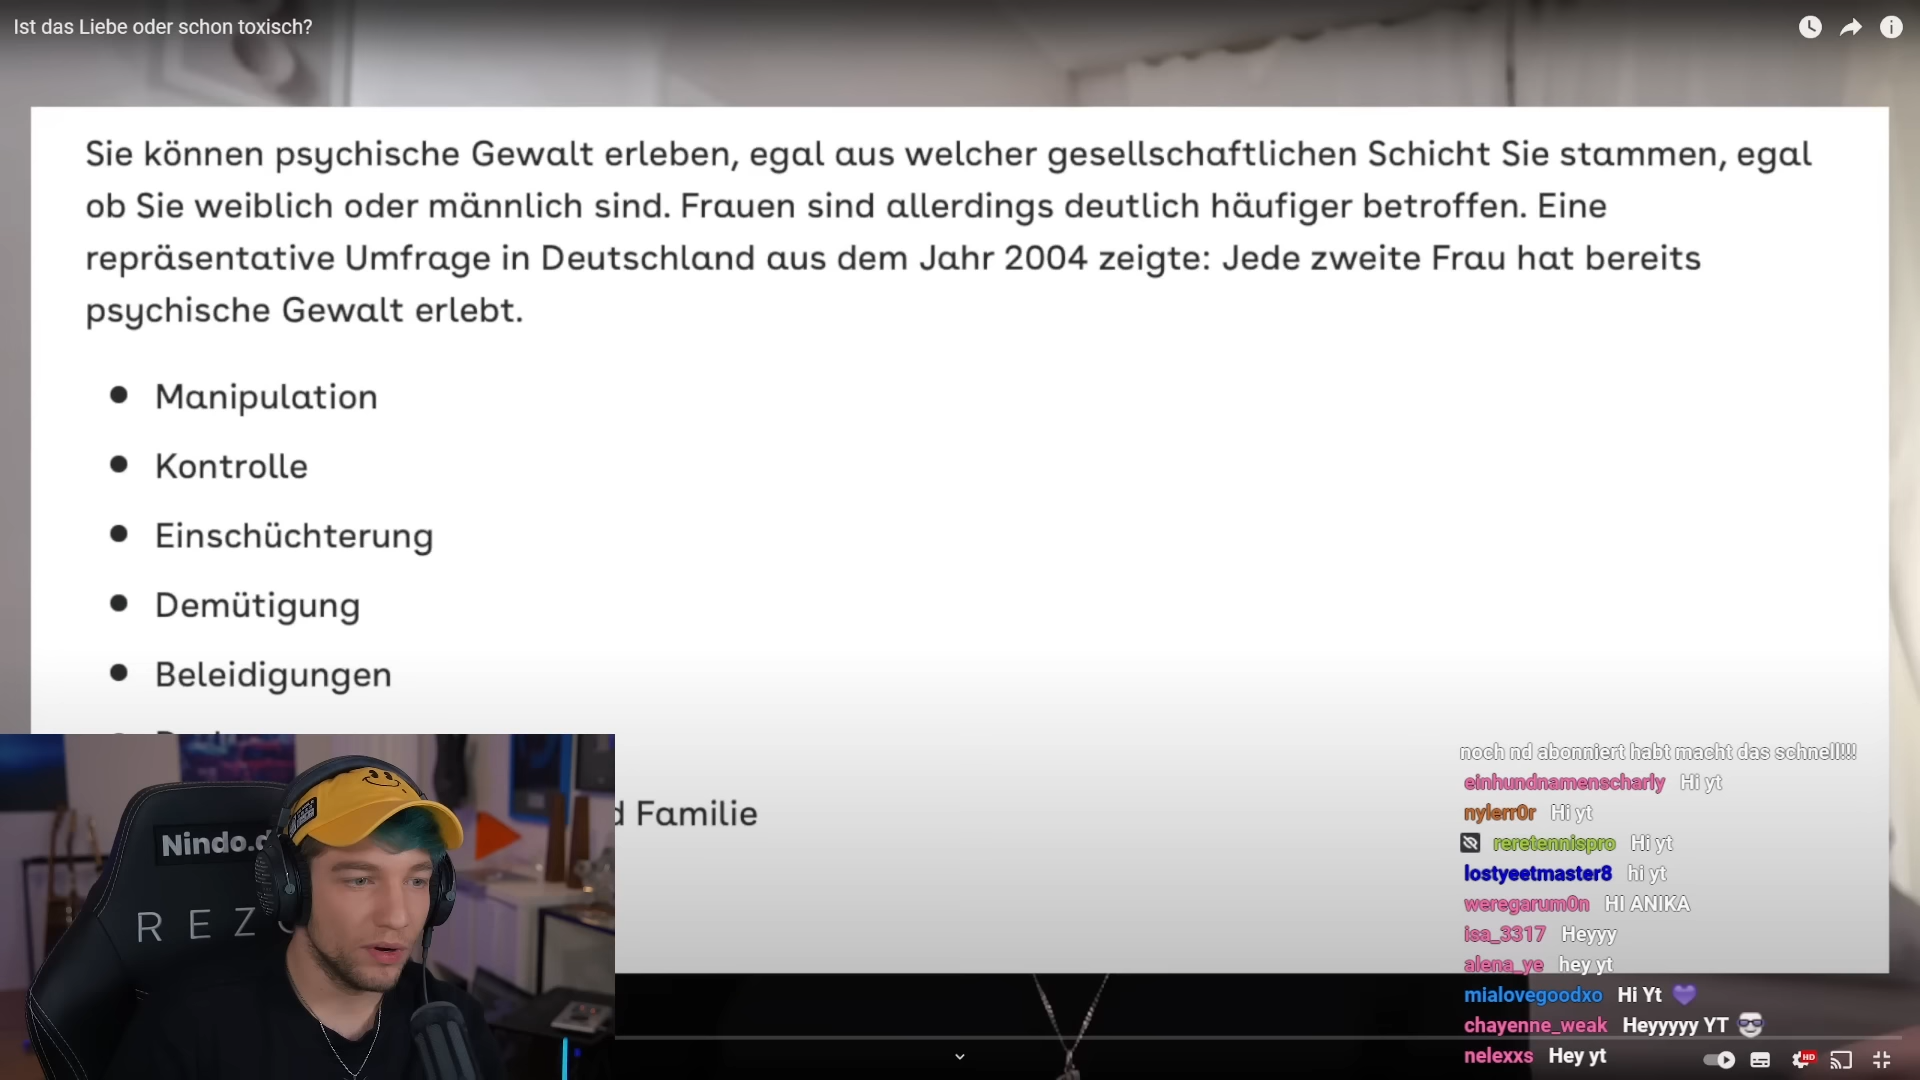 Ist das Liebe oder schon toxisch?
Sie können psychische Gewalt erleben, egal aus welcher gesellschaftlichen Schicht Sie stammen, egal
ob Sie weiblich oder männlich sind. Frauen sind allerdings deutlich häufiger betroffen. Eine
repräsentative Umfrage in Deutschland aus dem Jahr 2004 zeigte: Jede zweite Frau hat bereits
psychische Gewalt erlebt.
Manipulation
Kontrolle
Einschüchterung
Demütigung
Beleidigungen
Familie
Nindo.d
REZ
noch nd abonniert habt macht das schnell!!!
einhundnamenscharly Hi yt
nylerr0r Hi yt
reretennispro Hi yt
lostyeetmaster8 hi yt
weregarum0n HI ANIKA
isa_3317 Heyyy
alena_ye hey yt
mialovegoodxo Hi Yt
chayenne_weak Heyyyyy YT
nelexxs Hey yt
HD